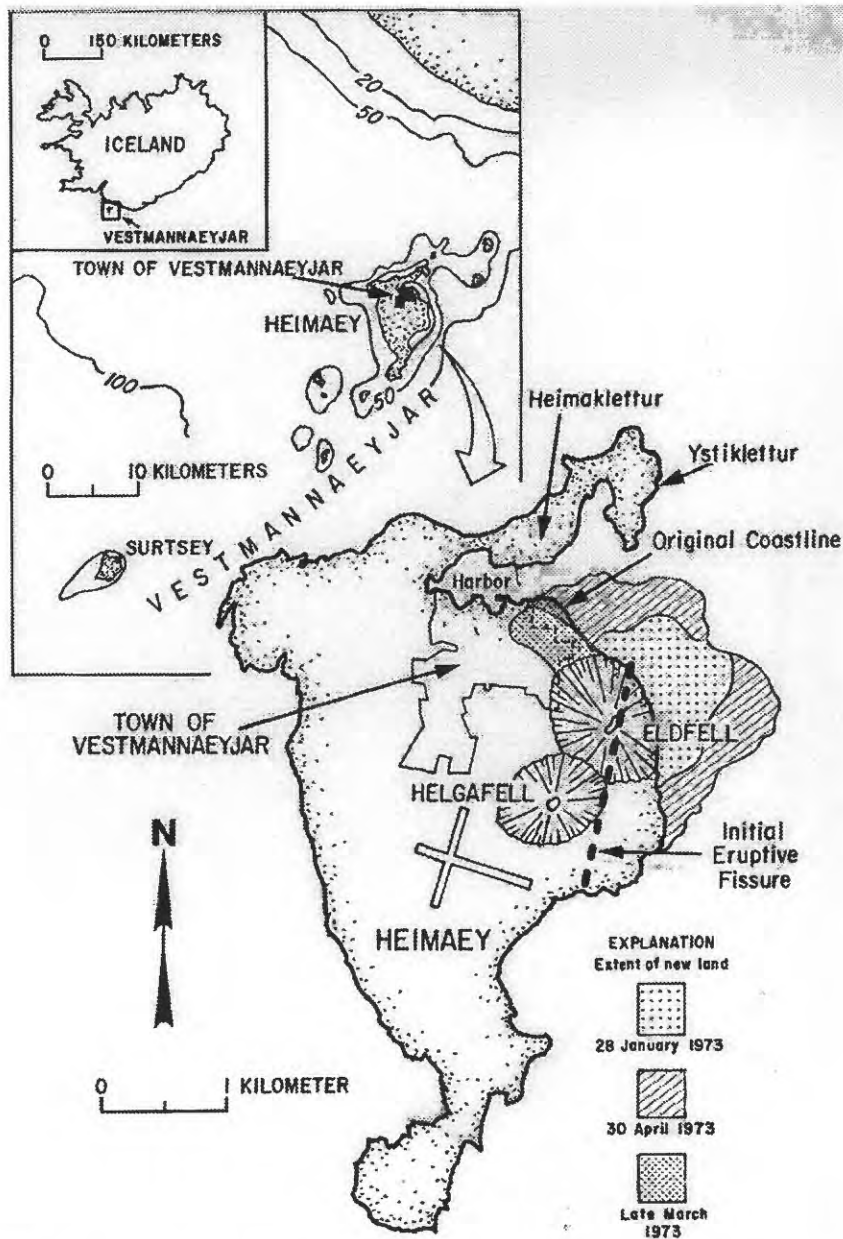 0 150 KILOMETERS
ICELAND
VESTMANNAEYJAR
20
50
TOWN OF VESTMANNAEYJAR
HEIMAEY
100
50
0 10 KILOMETERS
VESTMANNAEYJAR
SURTSEY
Heimaklettur
Ystiklettur
Original Coastline
Harbor
TOWN OF
VESTMANNAEYJAR
ELDFELL
HELGAFELL
N
Initial
Eruptive
Fissure
HEIMAEY
0 1 KILOMETER
EXPLANATION
Extent of new land
28 January 1973
30 April 1973
Late March
1973